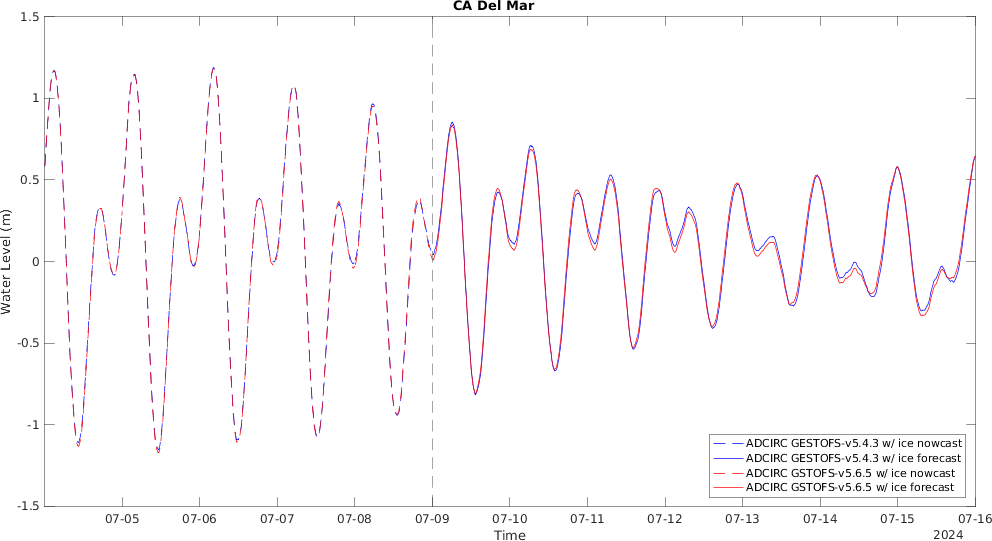 CA Del Mar
1.5
1
0.5
0
-0.5
-1
-1.5
Water Level (m)
07-05 07-06 07-07 07-08 07-09 07-10 07-11 07-12 07-13 07-14 07-15 07-16
Time
2024
ADCIRC GESTOFS-v5.4.3 w/ ice nowcast
ADCIRC GESTOFS-v5.4.3 w/ ice forecast
ADCIRC GSTOFS-v5.6.5 w/ ice nowcast
ADCIRC GSTOFS-v5.6.5 w/ ice forecast